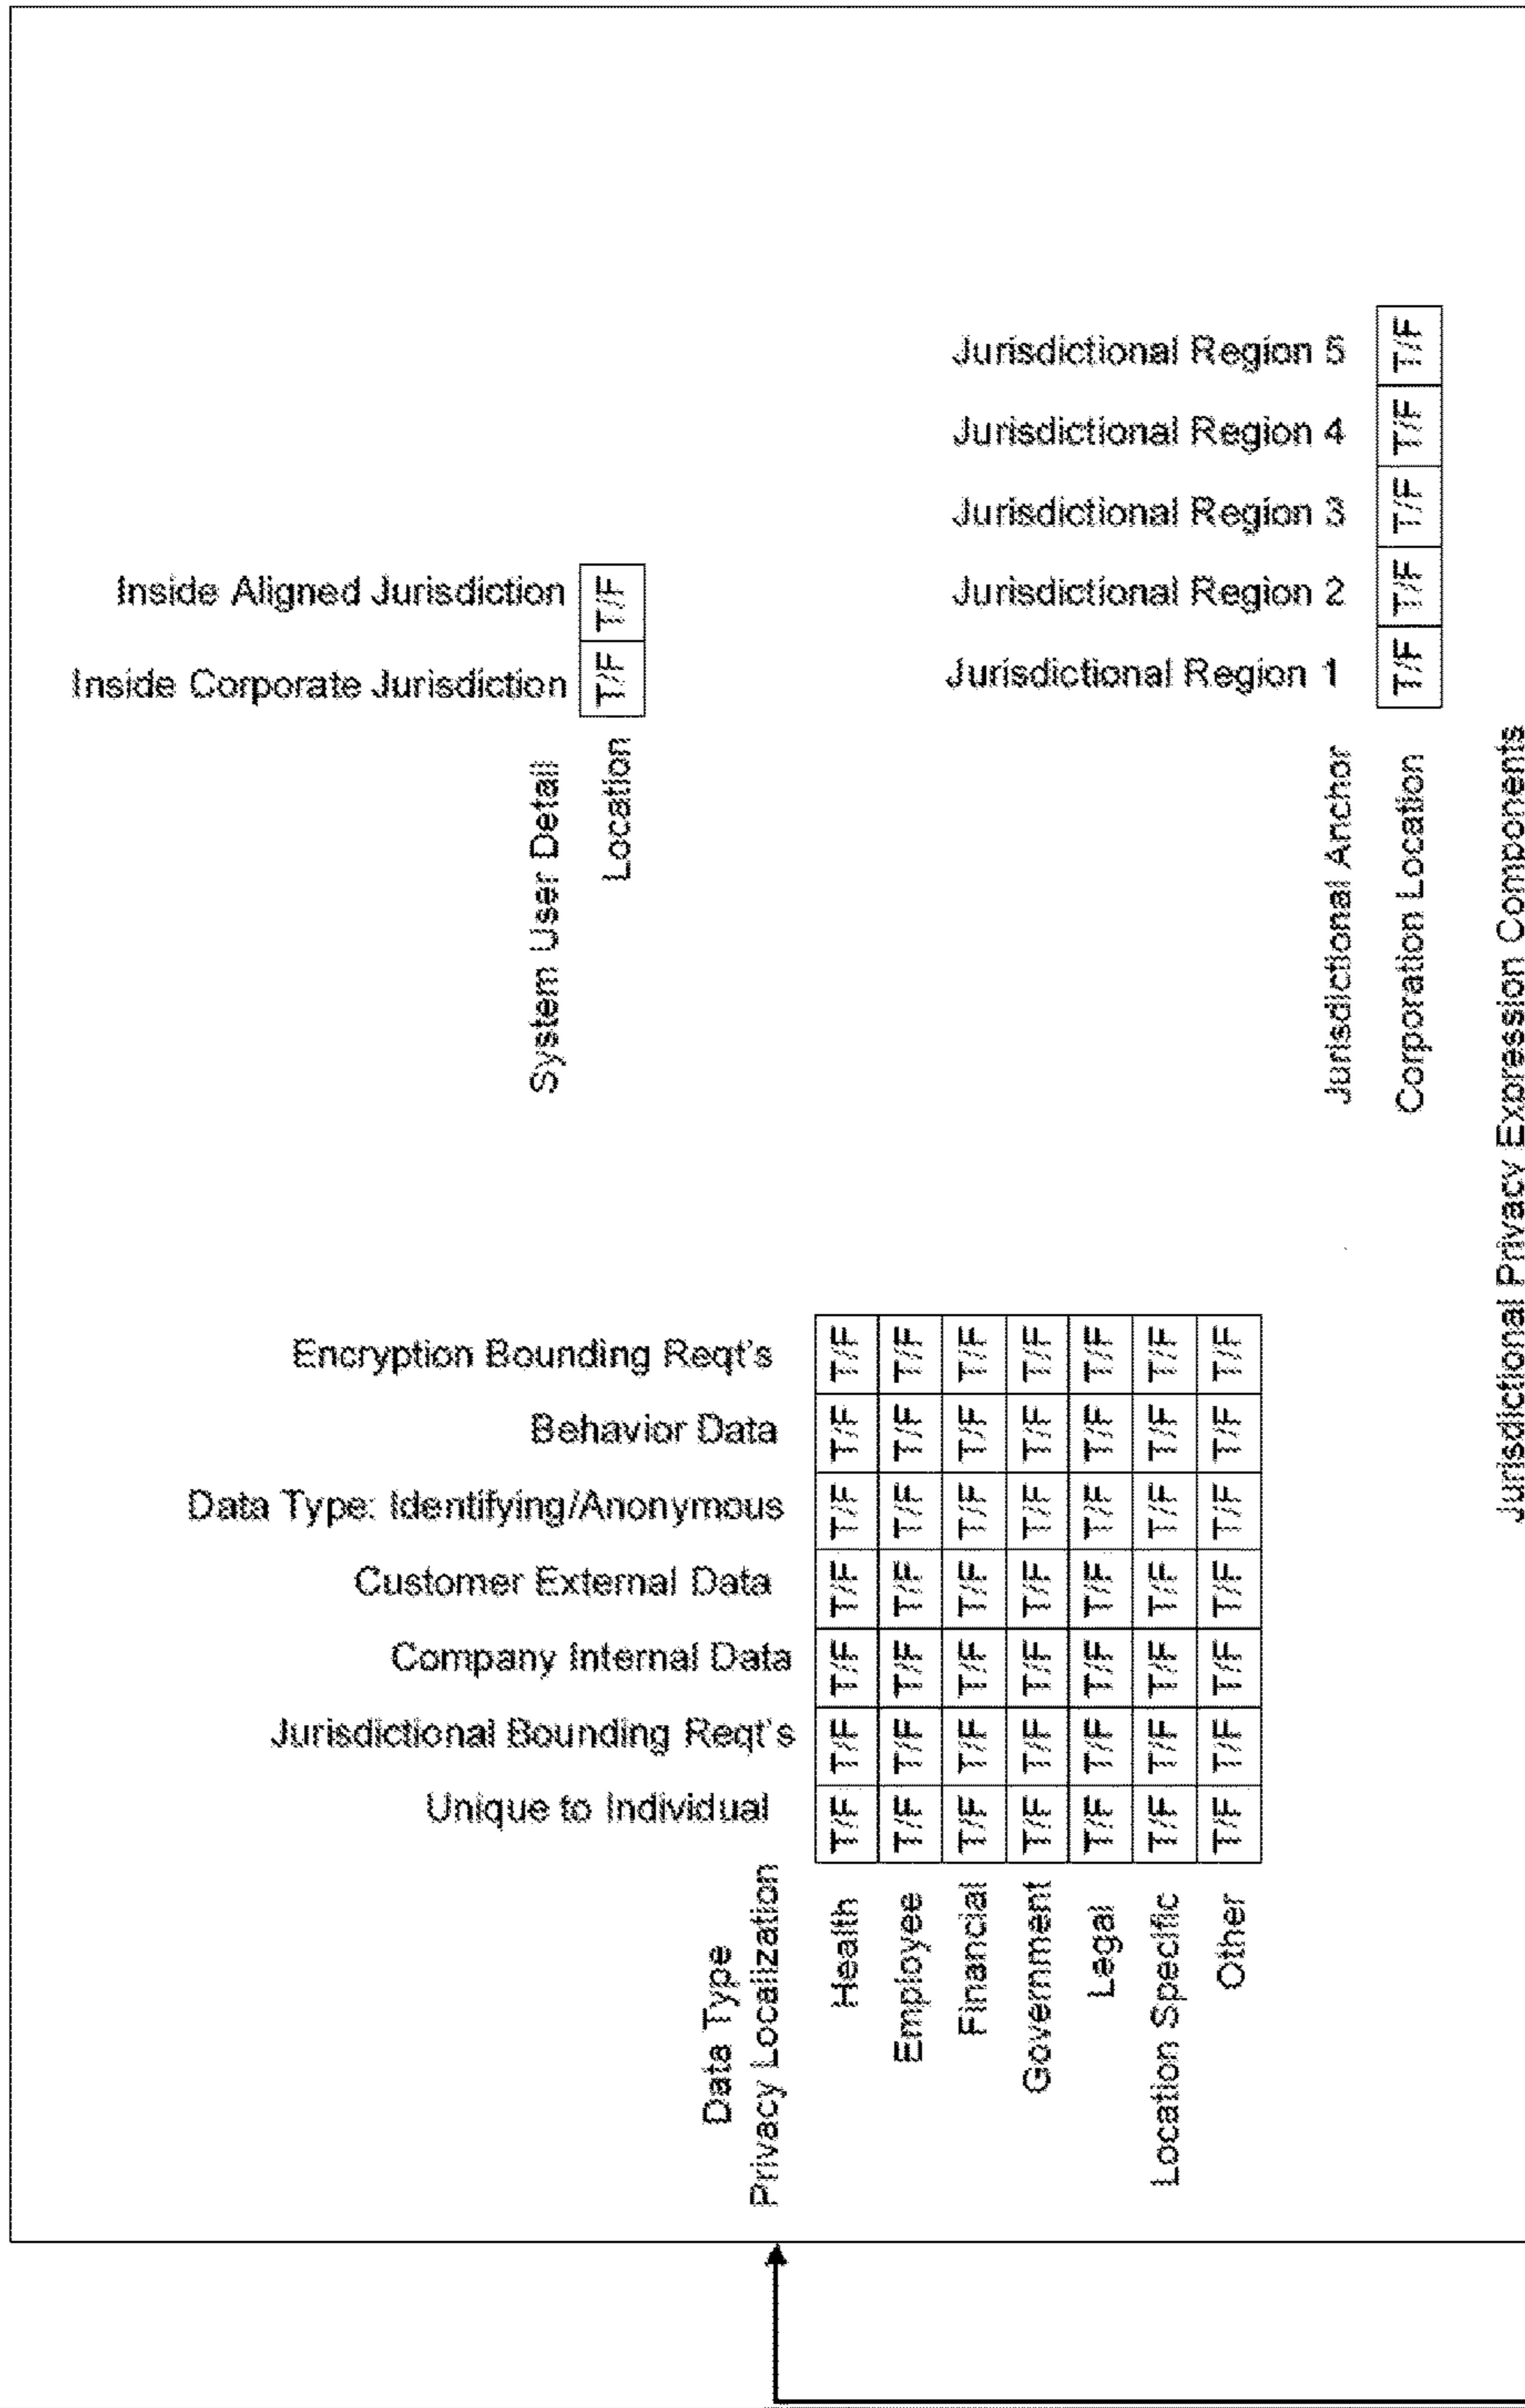 Inside Aligned Jurisdiction
Inside Corporate Jurisdiction
System User Detail
Location
T/F T/F
Jurisdictional Region 5
Jurisdictional Region 4
Jurisdictional Region 3
Jurisdictional Region 2
Jurisdictional Region 1
Jurisdictional Anchor
Corporation Location
T/F T/F T/F T/F T/F
Encryption Bounding Reqt's
Behavior Data
Data Type: Identifying/Anonymous
Customer External Data
Company Internal Data
Jurisdictional Bounding Reqt's
Unique to Individual
Data Type
Privacy Localization
Health T/F T/F T/F T/F T/F T/F T/F
Employee T/F T/F T/F T/F T/F T/F T/F
Financial T/F T/F T/F T/F T/F T/F T/F
Government T/F T/F T/F T/F T/F T/F T/F
Legal T/F T/F T/F T/F T/F T/F T/F
Location Specific T/F T/F T/F T/F T/F T/F T/F
Other T/F T/F T/F T/F T/F T/F T/F
Jurisdictional Privacy Expression Components